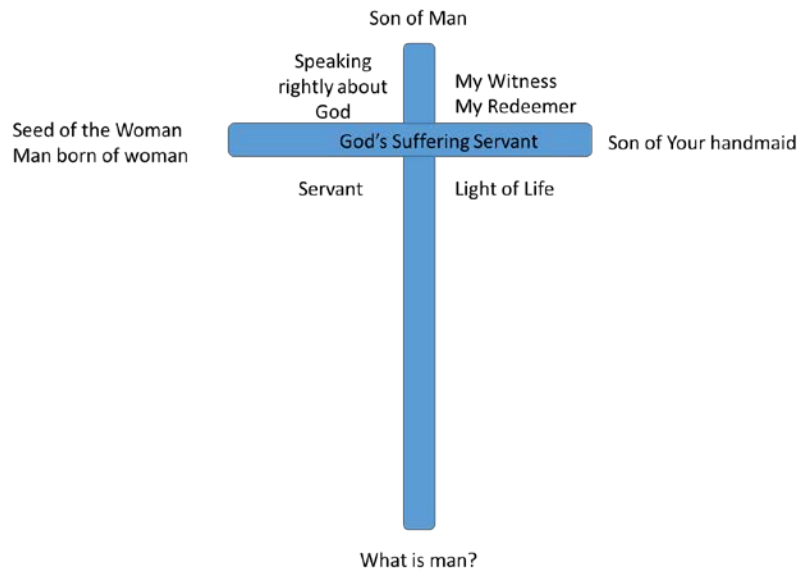 Son of Man
Speaking
rightly about
God
My Witness
My Redeemer
Seed of the Woman
Man born of woman
God's Suffering Servant
Son of Your handmaid
Servant
Light of Life
What is man?